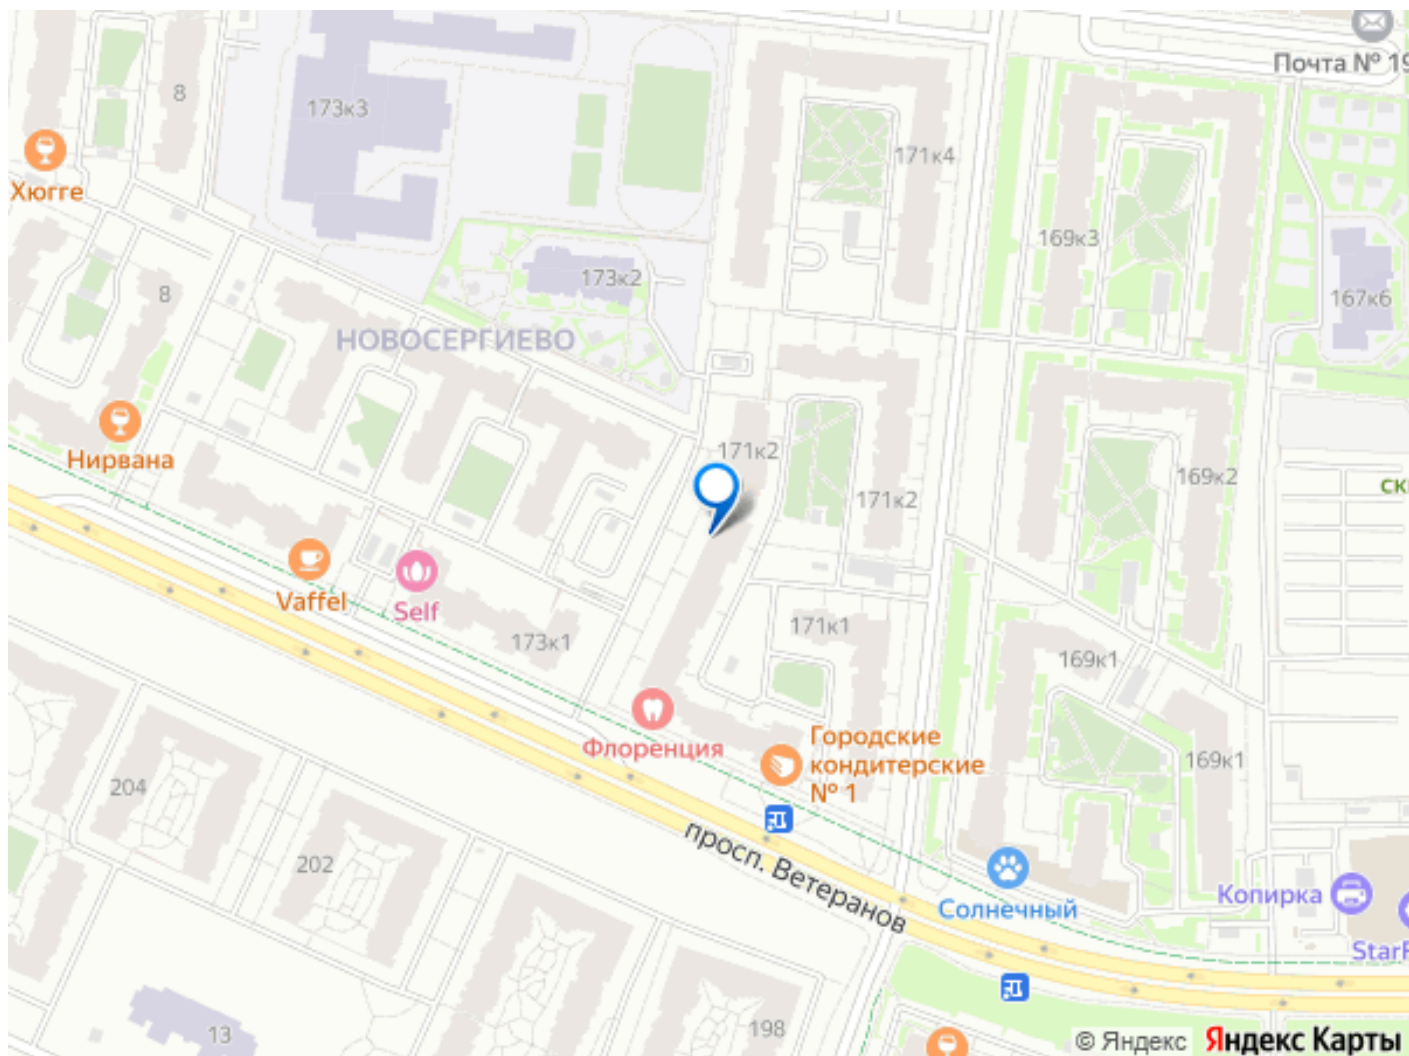 Почта № 19
8
173к3
171к4
Хюгге
169к3
173к2
8
167к6
НОВОСЕРГИЕВО
Нирвана
171к2
169к2
171к2
Vaffel
Self
173к1
171к1
169к1
Флоренция
Городские
кондитерские
№ 1
169к1
204
просп. Ветеранов
202
Солнечный
Копирка
13
198
© Яндекс
Яндекс Карты